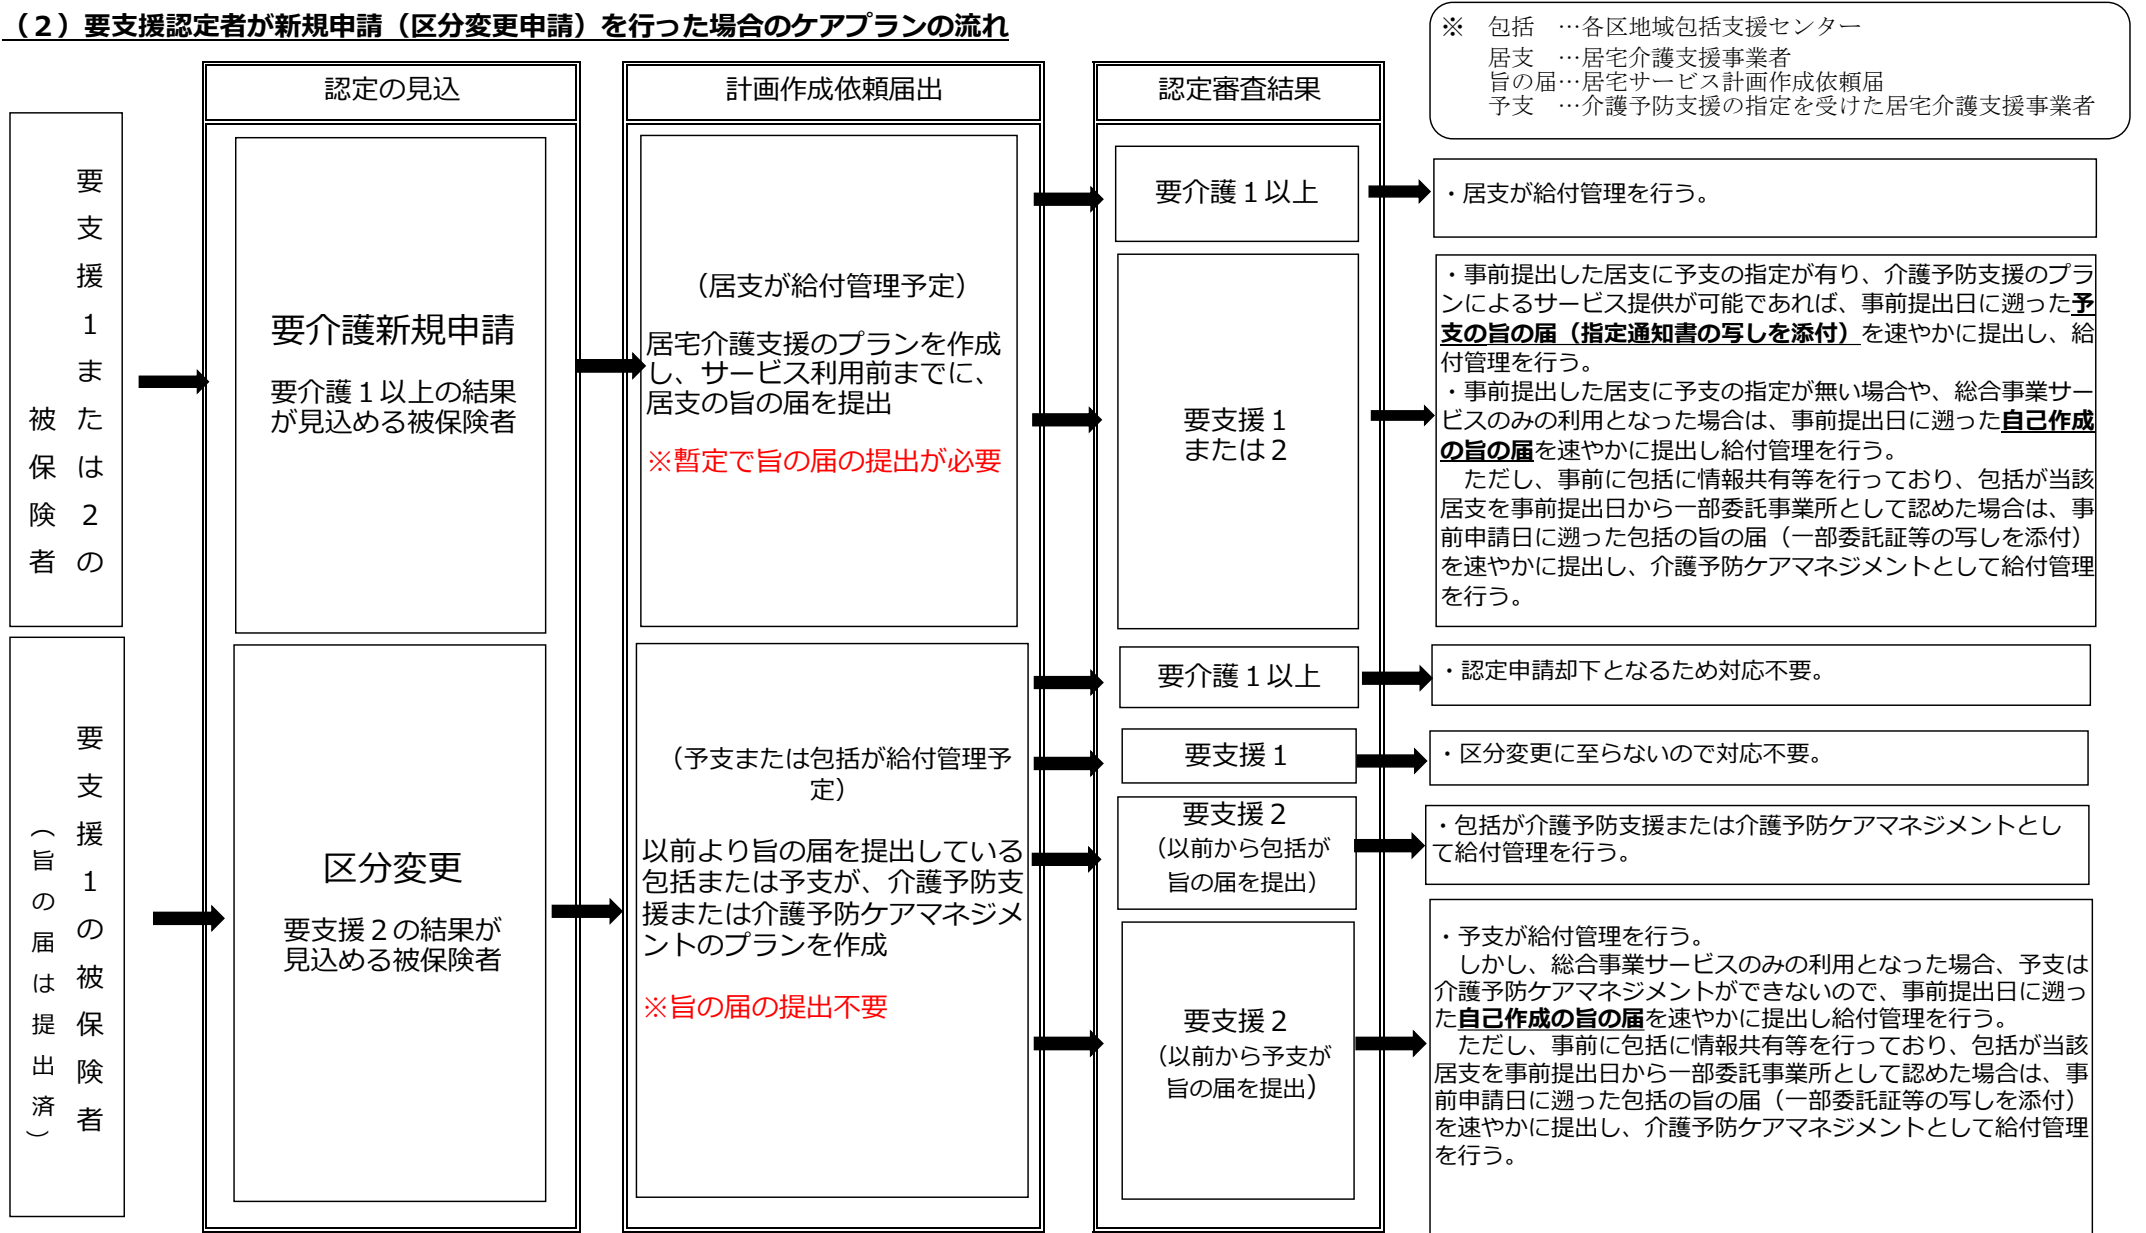 （２）要支援認定者が新規申請（区分変更申請）を行った場合のケアプランの流れ
※　包括　…各区地域包括支援センター
居支　…居宅介護支援事業者
旨の届…居宅サービス計画作成依頼届
予支　…介護予防支援の指定を受けた居宅介護支援事業者
認定の見込
計画作成依頼届出
認定審査結果
要支援１または２の
被保険者
要介護新規申請
要介護１以上の結果
が見込める被保険者
（居支が給付管理予定）
居宅介護支援のプランを作成
し、サービス利用前までに、
居支の旨の届を提出
※暫定で旨の届の提出が必要
要介護１以上
・居支が給付管理を行う。
要支援１
または２
・事前提出した居支に予支の指定が有り、介護予防支援のプラ
ンによるサービス提供が可能であれば、事前提出日に遡った予
支の旨の届（指定通知書の写しを添付）を速やかに提出し、給
付管理を行う。
・事前提出した居支に予支の指定が無い場合や、総合事業サー
ビスのみの利用となった場合は、事前提出日に遡った自己作成
の旨の届を速やかに提出し給付管理を行う。
ただし、事前に包括に情報共有等を行っており、包括が当該
居支を事前提出日から一部委託事業所として認めた場合は、事
前申請日に遡った包括の旨の届（一部委託証等の写しを添付）
を速やかに提出し、介護予防ケアマネジメントとして給付管理
を行う。
要支援１の被保険者
（旨の届は提出済）
区分変更
要支援２の結果が
見込める被保険者
（予支または包括が給付管理予
定）
以前より旨の届を提出している
包括または予支が、介護予防支
援または介護予防ケアマネジメ
ントのプランを作成
※旨の届の提出不要
要介護１以上
・認定申請却下となるため対応不要。
要支援１
・区分変更に至らないので対応不要。
要支援２
（以前から包括が
旨の届を提出）
・包括が介護予防支援または介護予防ケアマネジメントとし
て給付管理を行う。
要支援２
（以前から予支が
旨の届を提出）
・予支が給付管理を行う。
しかし、総合事業サービスのみの利用となった場合、予支は
介護予防ケアマネジメントができないので、事前提出日に遡っ
た自己作成の旨の届を速やかに提出し給付管理を行う。
ただし、事前に包括に情報共有等を行っており、包括が当該
居支を事前提出日から一部委託事業所として認めた場合は、事
前申請日に遡った包括の旨の届（一部委託証等の写しを添付）
を速やかに提出し、介護予防ケアマネジメントとして給付管理
を行う。